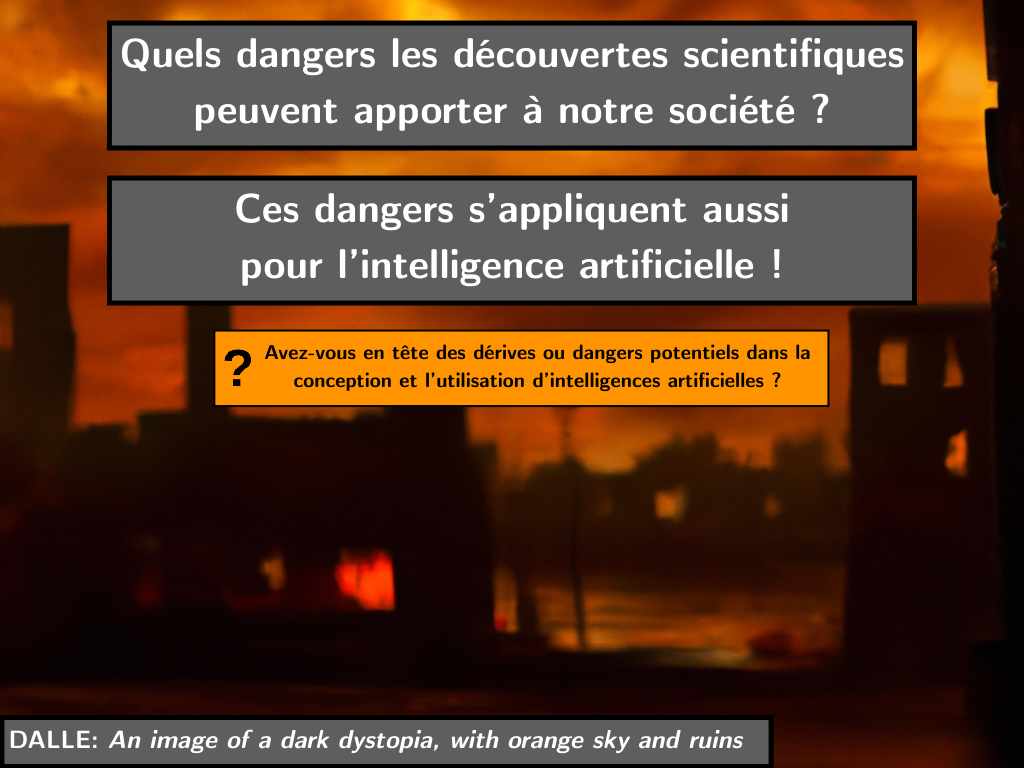 Quels dangers les découvertes scientifiques
peuvent apporter à notre société ?
Ces dangers s'appliquent aussi
pour l'intelligence artificielle !
? Avez-vous en tête des dérives ou dangers potentiels dans la
conception et l'utilisation d'intelligences artificielles ?
DALLE: An image of a dark dystopia, with orange sky and ruins